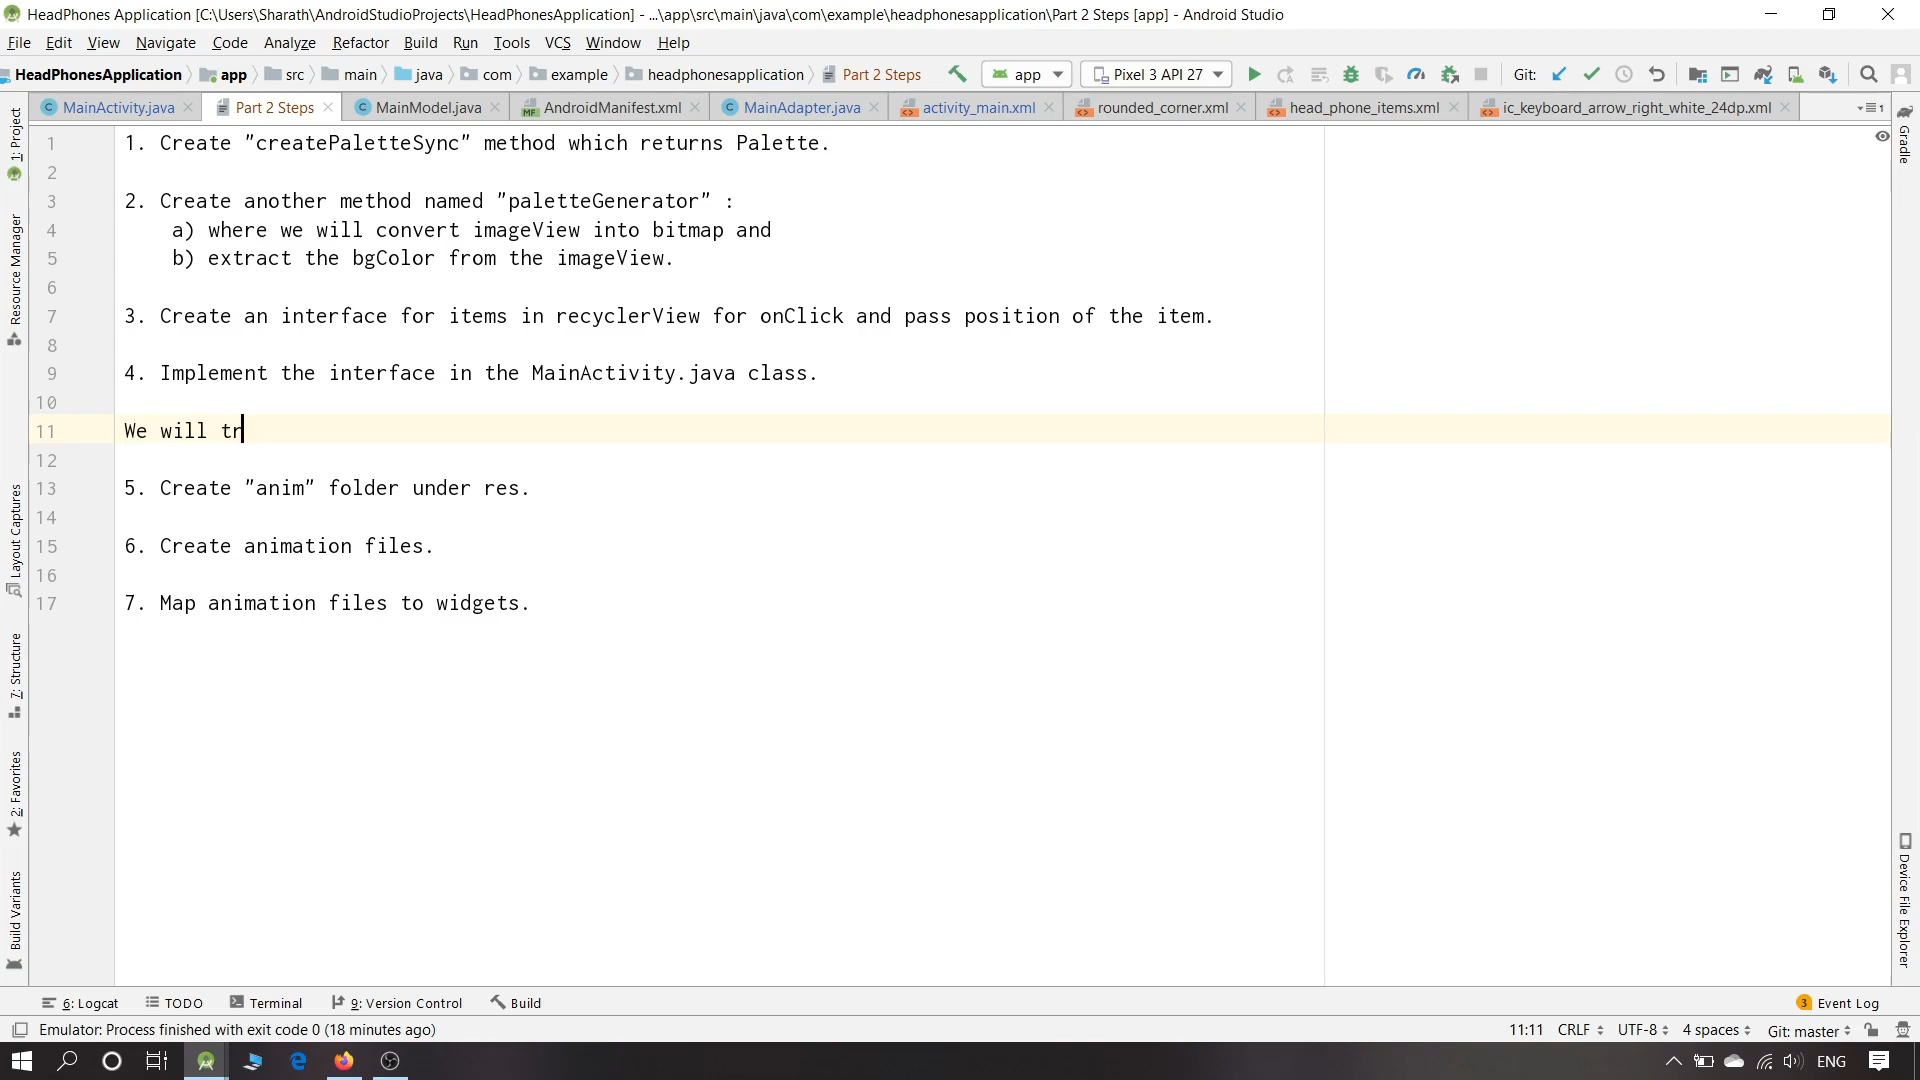 HeadPhones Application [C:\Users\Sharath\AndroidStudioProjects\HeadPhonesApplication] - ...\app\src\main\java\com\example\headphonesapplication\Part 2 Steps [app] - Android Studio
File Edit View Navigate Code Analyze Refactor Build Run Tools VCS Window Help
HeadPhonesApplication app src main java com example headphonesapplication Part 2 Steps app Pixel 3 API 27 Git:
MainActivity.java Part 2 Steps MainModel.java AndroidManifest.xml MainAdapter.java activity_main.xml rounded_corner.xml head_phone_items.xml ic_keyboard_arrow_right_white_24dp.xml 1
1: Project
Resource Manager
Layout Captures
7: Structure
2: Favorites
Build Variants
1 1. Create "createPaletteSync" method which returns Palette.
2
3 2. Create another method named "paletteGenerator" :
4 a) where we will convert imageView into bitmap and
5 b) extract the bgColor from the imageView.
6
7 3. Create an interface for items in recyclerView for onClick and pass position of the item.
8
9 4. Implement the interface in the MainActivity.java class.
10
11 We will tr
12
13 5. Create "anim" folder under res.
14
15 6. Create animation files.
16
17 7. Map animation files to widgets.
Gradle
Device File Explorer
6: Logcat TODO Terminal 9: Version Control Build 3 Event Log
Emulator: Process finished with exit code 0 (18 minutes ago) 11:11 CRLF UTF-8 4 spaces Git: master
ENG